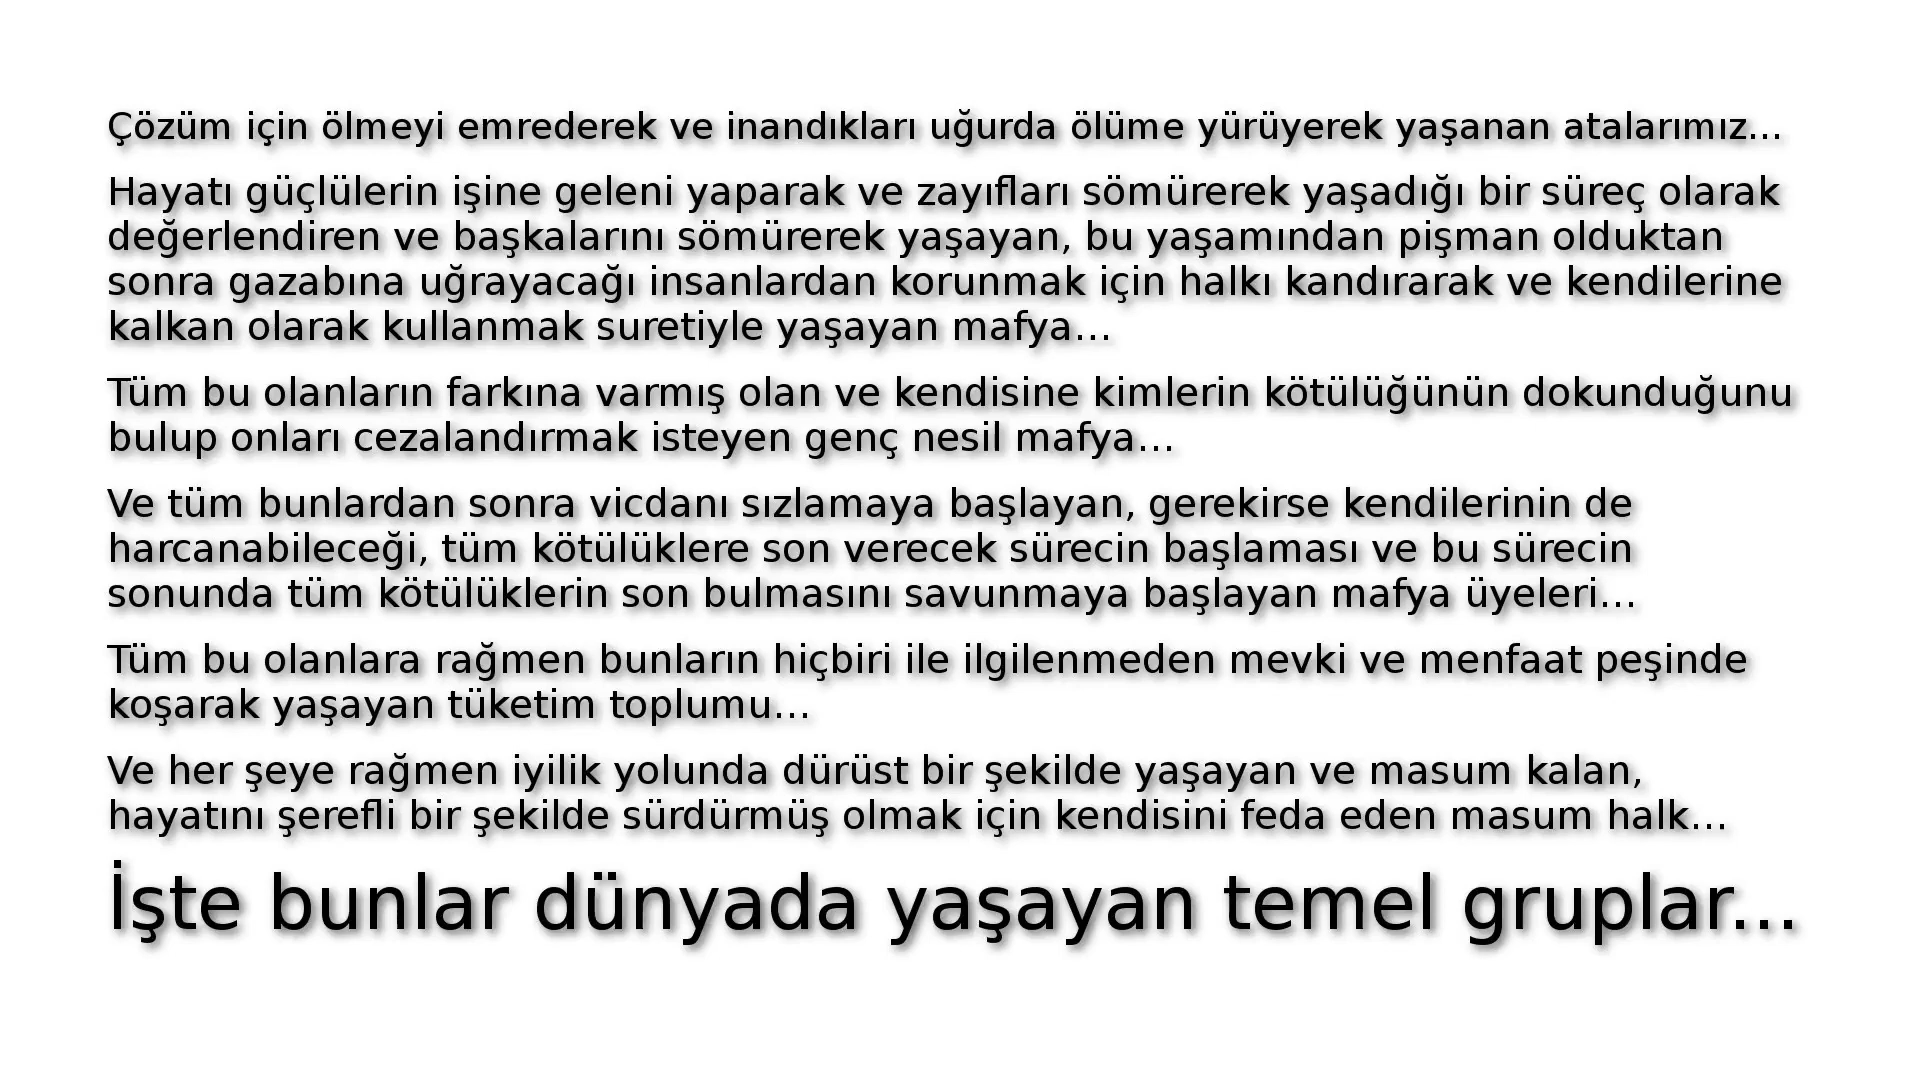 Çözüm için ölmeyi emrederek ve inandıkları uğurda ölüme yürüyerek yaşanan atalarımız…
Hayatı güçlülerin işine geleni yaparak ve zayıfları sömürerek yaşadığı bir süreç olarak
değerlendiren ve başkalarını sömürerek yaşayan, bu yaşamından pişman olduktan
sonra gazabına uğrayacağı insanlardan korunmak için halkı kandırarak ve kendilerine
kalkan olarak kullanmak suretiyle yaşayan mafya…
Tüm bu olanların farkına varmış olan ve kendisine kimlerin kötülüğünün dokunduğunu
bulup onları cezalandırmak isteyen genç nesil mafya…
Ve tüm bunlardan sonra vicdanı sızlamaya başlayan, gerekirse kendilerinin de
harcanabileceği, tüm kötülüklere son verecek sürecin başlaması ve bu sürecin
sonunda tüm kötülüklerin son bulmasını savunmaya başlayan mafya üyeleri…
Tüm bu olanlara rağmen bunların hiçbiri ile ilgilenmeden mevki ve menfaat peşinde
koşarak yaşayan tüketim toplumu…
Ve her şeye rağmen iyilik yolunda dürüst bir şekilde yaşayan ve masum kalan,
hayatını şerefli bir şekilde sürdürmüş olmak için kendisini feda eden masum halk…
İşte bunlar dünyada yaşayan temel gruplar…